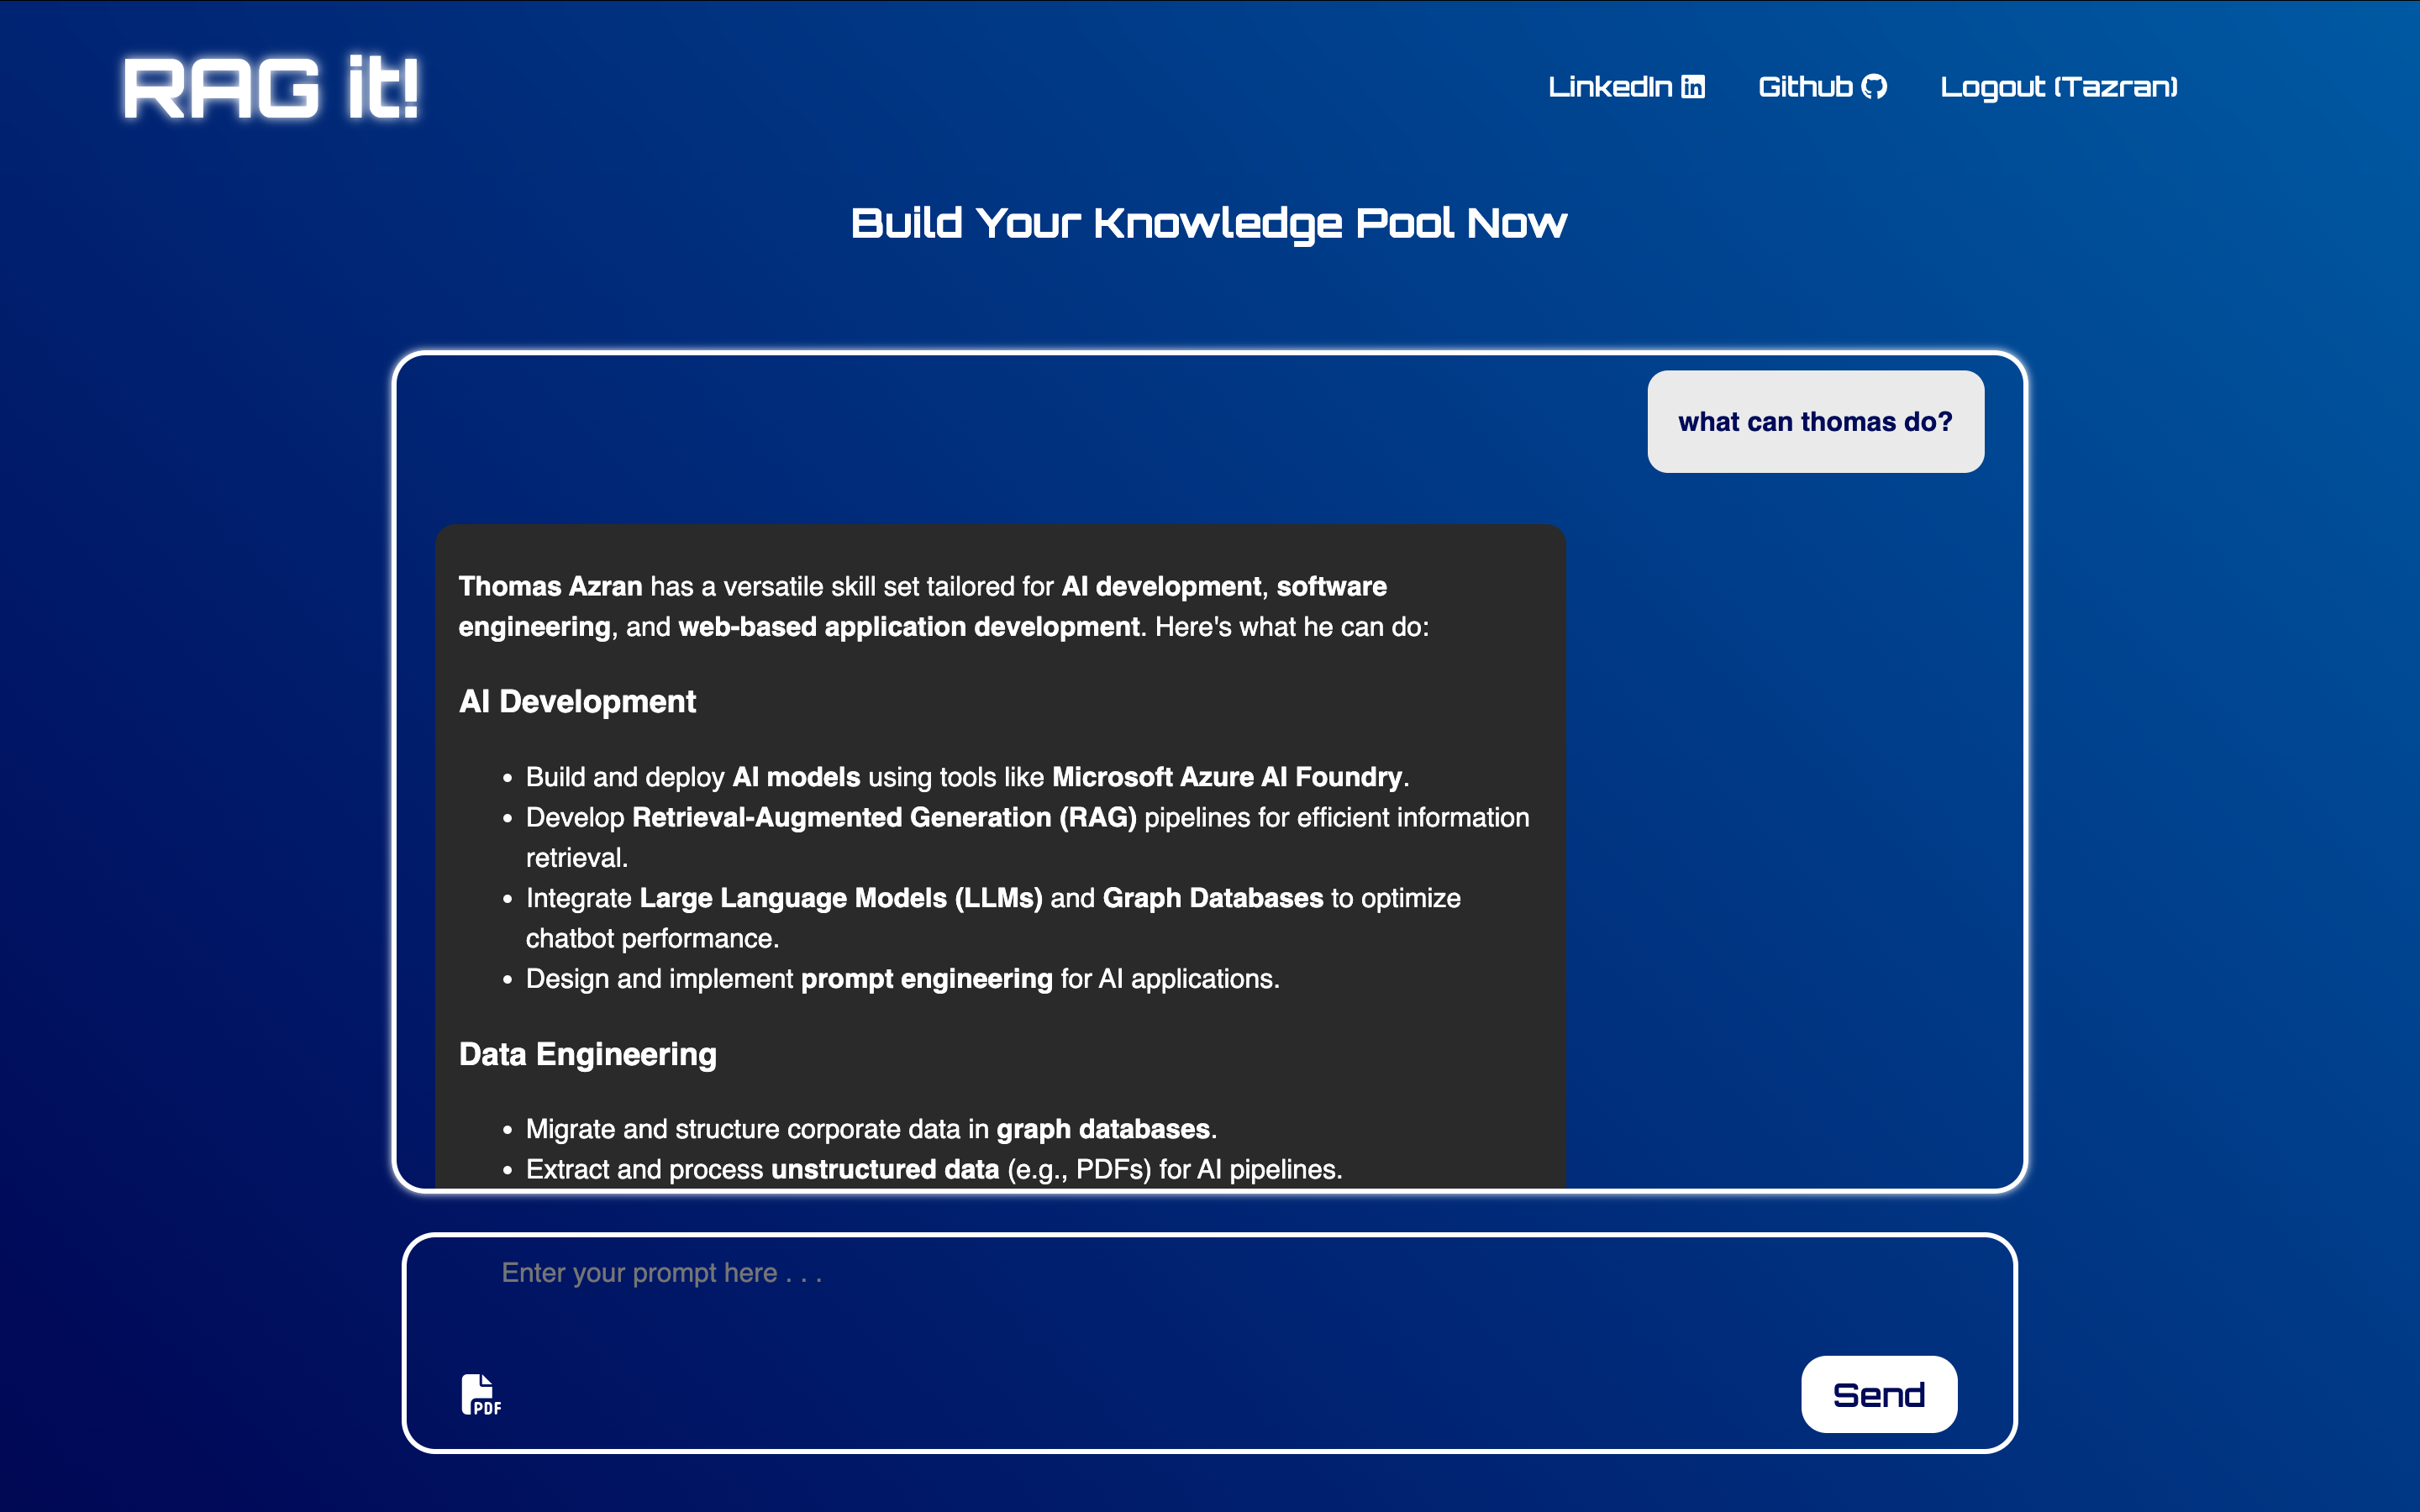 RAG it!
LinkedIn
Github
Logout (Tazran)
Build Your Knowledge Pool Now
what can thomas do?
Thomas Azran has a versatile skill set tailored for AI development, software
engineering, and web-based application development. Here's what he can do:
AI Development
• Build and deploy AI models using tools like Microsoft Azure AI Foundry.
• Develop Retrieval-Augmented Generation (RAG) pipelines for efficient information
retrieval.
• Integrate Large Language Models (LLMs) and Graph Databases to optimize
chatbot performance.
• Design and implement prompt engineering for AI applications.
Data Engineering
• Migrate and structure corporate data in graph databases.
• Extract and process unstructured data (e.g., PDFs) for AI pipelines.
Enter your prompt here . . .
PDF
Send